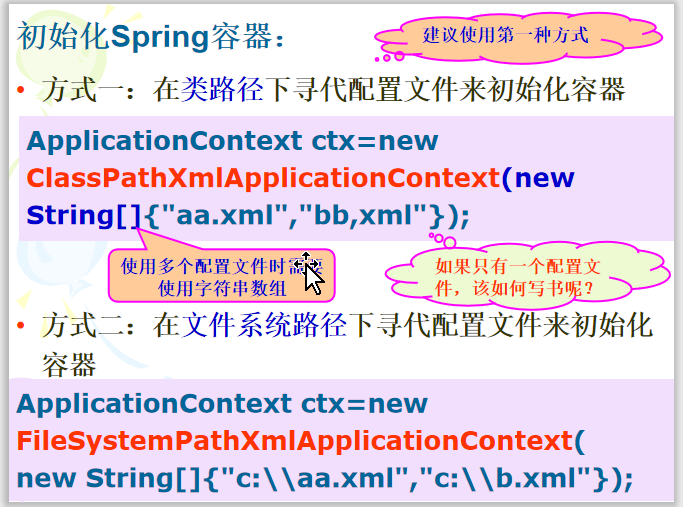 初始化Spring容器：
建议使用第一种方式
• 方式一：在类路径下寻代配置文件来初始化容器
ApplicationContext ctx=new
ClassPathXmlApplicationContext(new
String[]{"aa.xml","bb,xml"});
使用多个配置文件时需
使用字符串数组
如果只有一个配置文
件，该如何写书呢？
• 方式二：在文件系统路径下寻代配置文件来初始化
容器
ApplicationContext ctx=new
FileSystemPathXmlApplicationContext(
new String[]{"c:\\aa.xml","c:\\b.xml"});